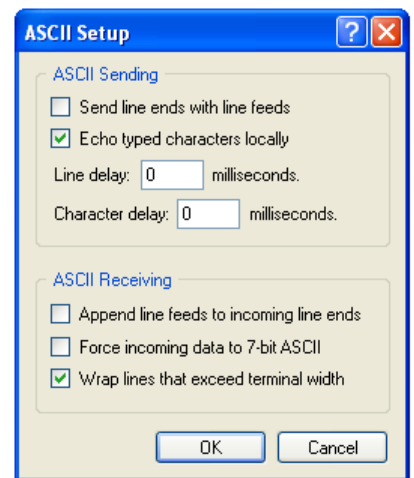 ASCII Setup
ASCII Sending
Send line ends with line feeds
Echo typed characters locally
Line delay: 0 milliseconds.
Character delay: 0 milliseconds.
ASCII Receiving
Append line feeds to incoming line ends
Force incoming data to 7-bit ASCII
Wrap lines that exceed terminal width
OK Cancel